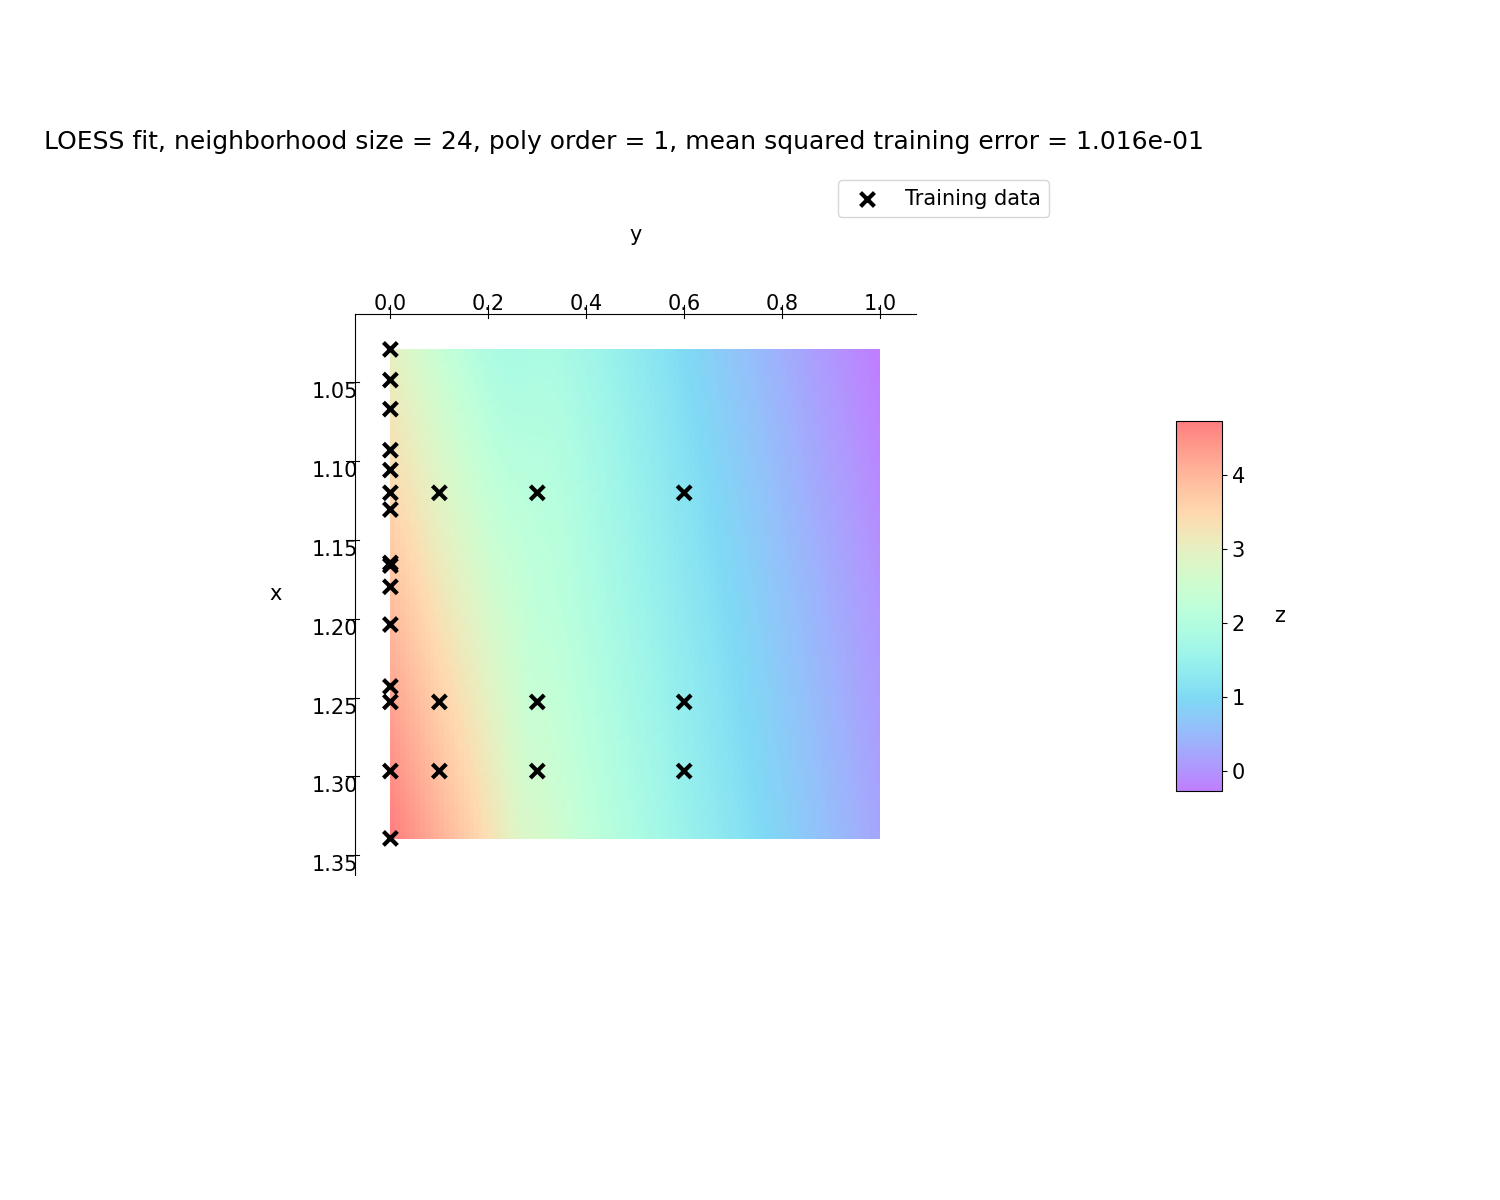 LOESS fit, neighborhood size = 24, poly order = 1, mean squared training error = 1.016e-01
Training data
y
0.0 0.2 0.4 0.6 0.8 1.0
1.05
1.10
1.15
x
1.20
1.25
1.30
1.35
4
3
2
z
1
0